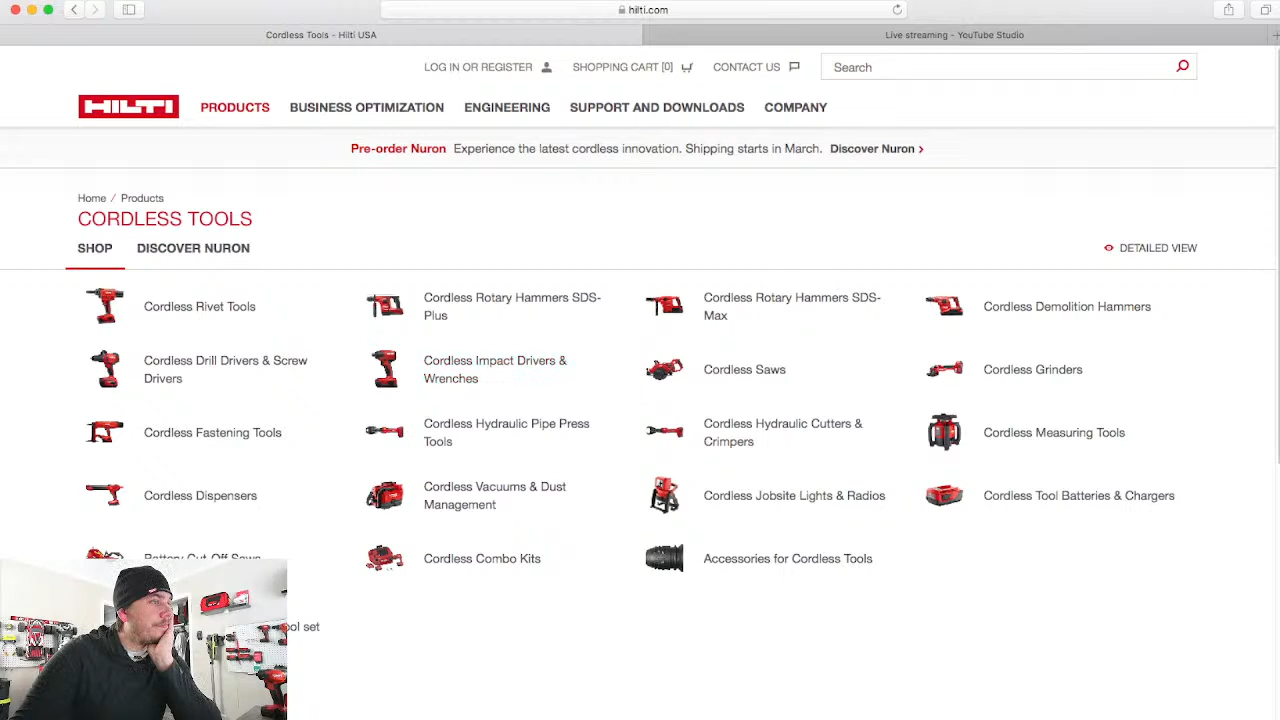 hilti.com
Cordless Tools - Hilti USA
Live streaming - YouTube Studio
LOG IN OR REGISTER
SHOPPING CART [0]
CONTACT US
Search
HILTI
PRODUCTS
BUSINESS OPTIMIZATION
ENGINEERING
SUPPORT AND DOWNLOADS
COMPANY
Pre-order Nuron Experience the latest cordless innovation. Shipping starts in March. Discover Nuron >
Home / Products
CORDLESS TOOLS
SHOP
DISCOVER NURON
DETAILED VIEW
Cordless Rivet Tools
Cordless Rotary Hammers SDS-
Plus
Cordless Rotary Hammers SDS-
Max
Cordless Demolition Hammers
Cordless Drill Drivers & Screw
Drivers
Cordless Impact Drivers &
Wrenches
Cordless Saws
Cordless Grinders
Cordless Fastening Tools
Cordless Hydraulic Pipe Press
Tools
Cordless Hydraulic Cutters &
Crimpers
Cordless Measuring Tools
Cordless Dispensers
Cordless Vacuums & Dust
Management
Cordless Jobsite Lights & Radios
Cordless Tool Batteries & Chargers
Battery Cut-Off Saws
Cordless Combo Kits
Accessories for Cordless Tools
ool set